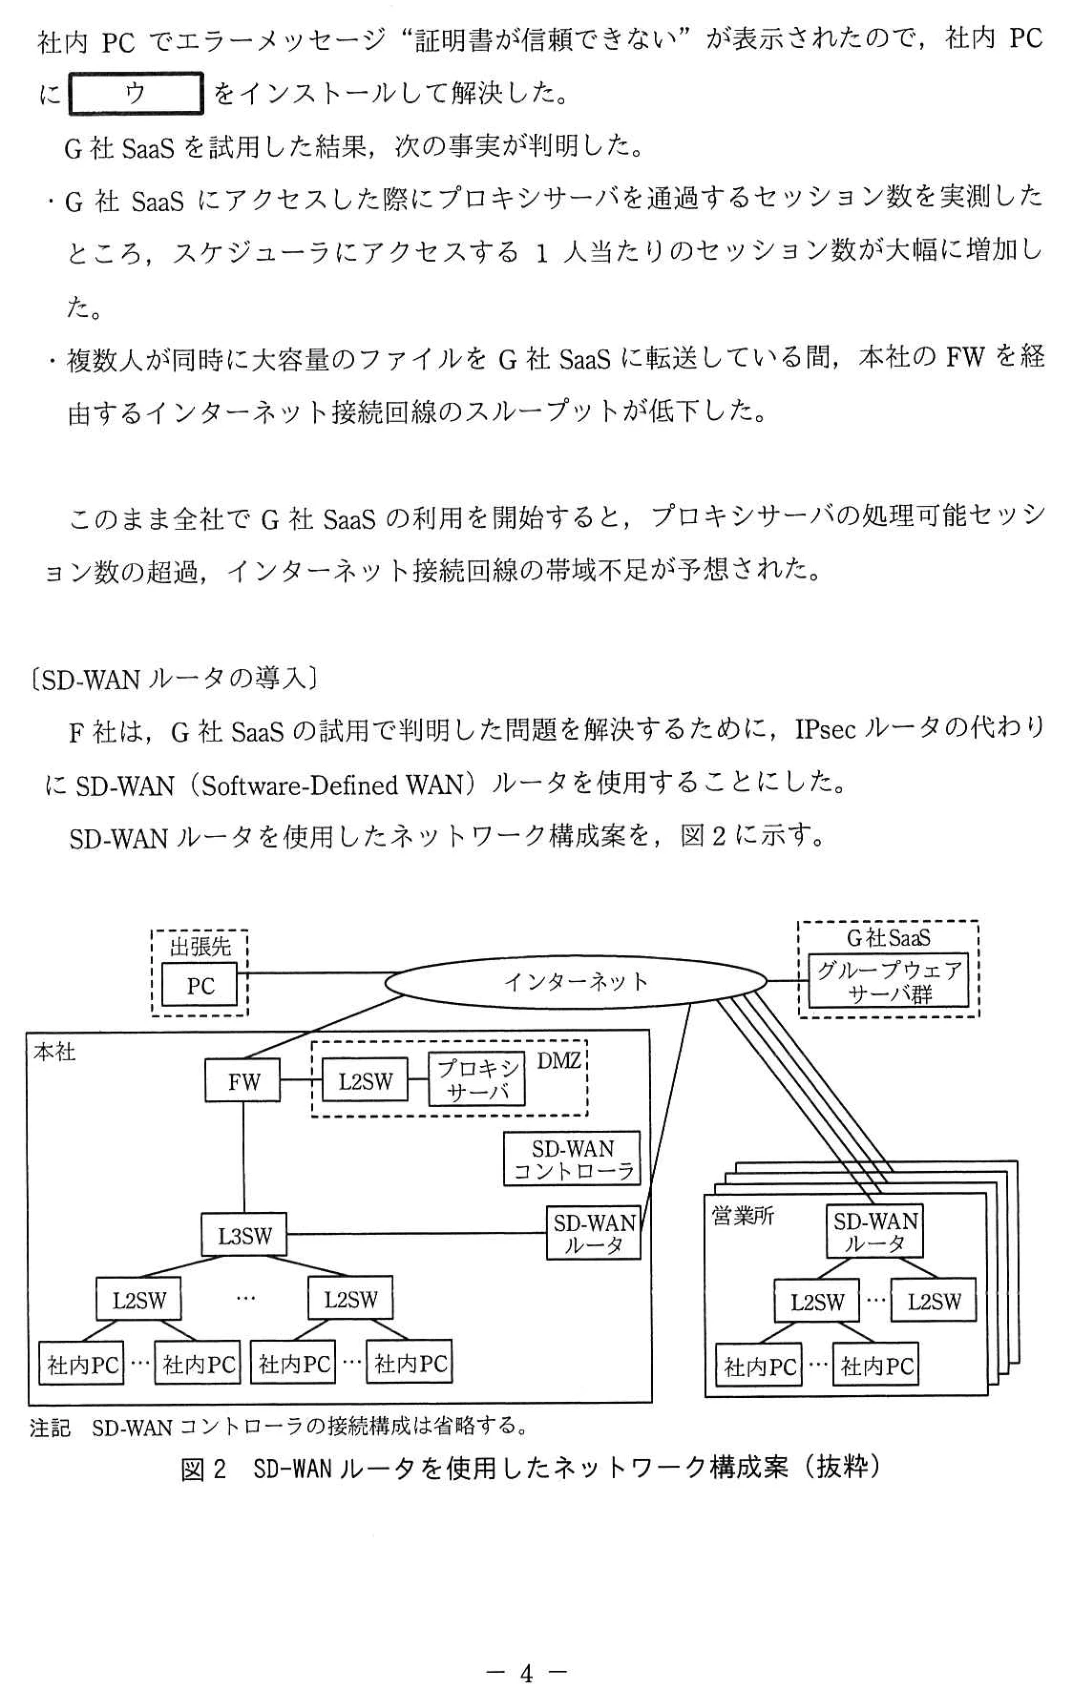 社内 PC でエラーメッセージ “証明書が信頼できない” が表示されたので，社内 PC
に ウ をインストールして解決した。
G 社 SaaS を試用した結果，次の事実が判明した。
・G 社 SaaS にアクセスした際にプロキシサーバを通過するセッション数を実測した
ところ，スケジューラにアクセスする 1 人当たりのセッション数が大幅に増加し
た。
・複数人が同時に大容量のファイルを G 社 SaaS に転送している間，本社の FW を経
由するインターネット接続回線のスループットが低下した。
このまま全社で G 社 SaaS の利用を開始すると，プロキシサーバの処理可能セッシ
ョン数の超過，インターネット接続回線の帯域不足が予想された。
〔SD-WAN ルータの導入〕
F 社は，G 社 SaaS の試用で判明した問題を解決するために，IPsec ルータの代わり
に SD-WAN（Software-Defined WAN）ルータを使用することにした。
SD-WAN ルータを使用したネットワーク構成案を，図 2 に示す。
出張先
PC
インターネット
G社SaaS
グループウェア
サーバ群
本社
FW
L2SW
プロキシ
サーバ
DMZ
SD-WAN
コントローラ
L3SW
SD-WAN
ルータ
L2SW
…
L2SW
社内PC
…
社内PC
社内PC
…
社内PC
営業所
SD-WAN
ルータ
L2SW
…
L2SW
社内PC
…
社内PC
注記 SD-WAN コントローラの接続構成は省略する。
図 2 SD-WAN ルータを使用したネットワーク構成案（抜粋）
－ 4 －